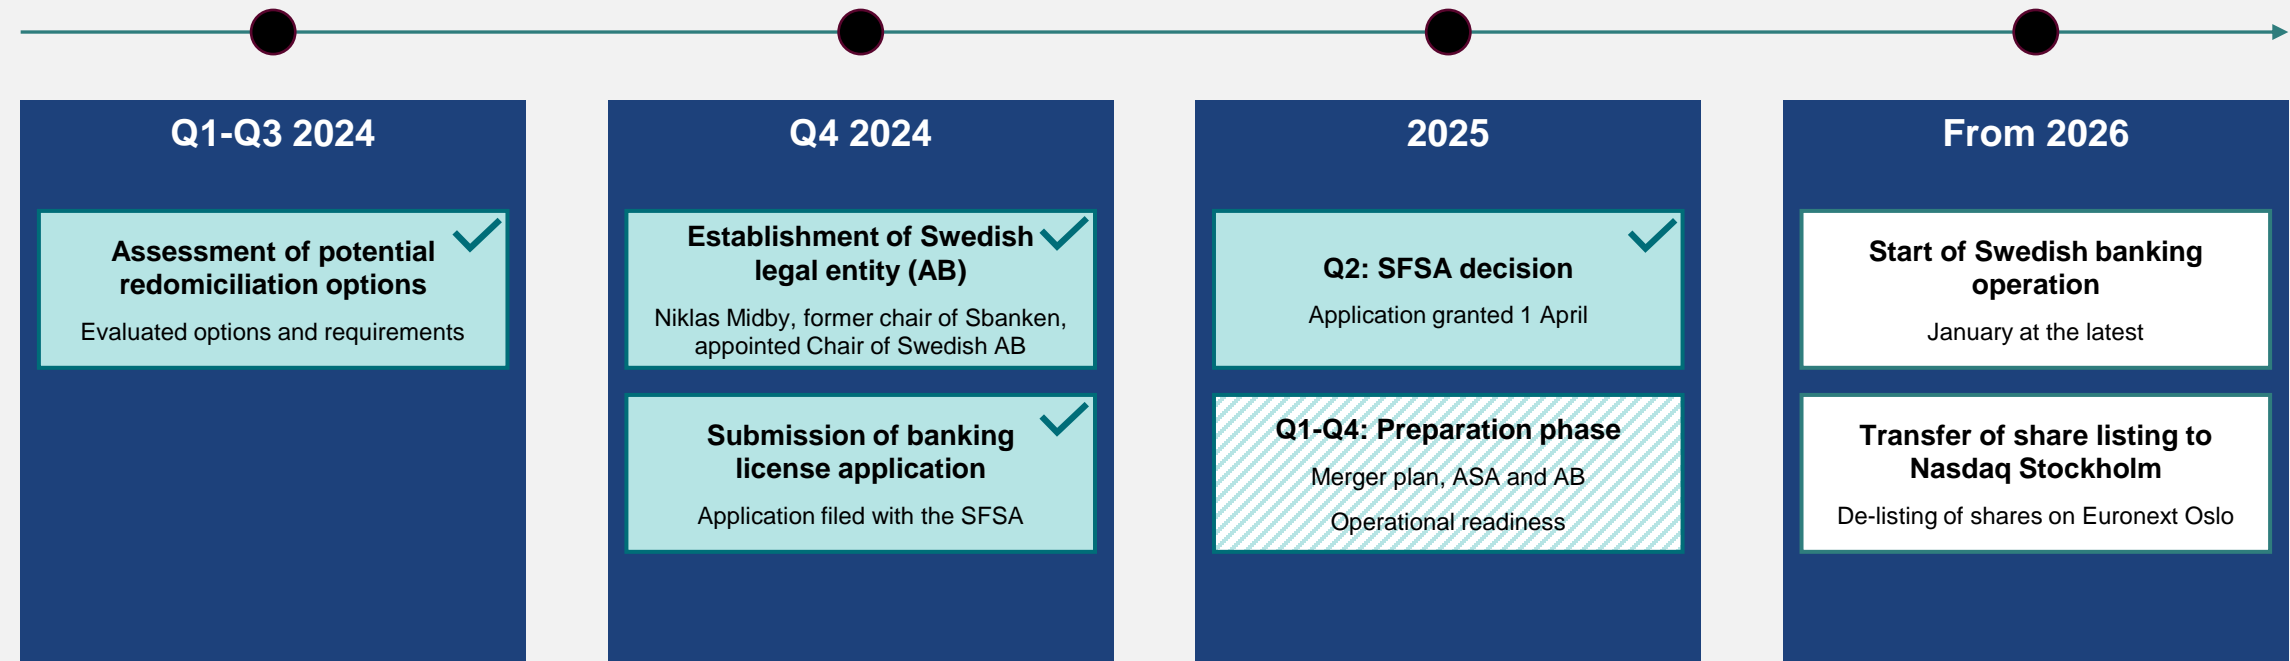 Q1-Q3 2024
Assessment of potential
redomiciliation options
Evaluated options and requirements
Q4 2024
Establishment of Swedish
legal entity (AB)
Niklas Midby, former chair of Sbanken,
appointed Chair of Swedish AB
Submission of banking
license application
Application filed with the SFSA
2025
Q2: SFSA decision
Application granted 1 April
Q1-Q4: Preparation phase
Merger plan, ASA and AB
Operational readiness
From 2026
Start of Swedish banking
operation
January at the latest
Transfer of share listing to
Nasdaq Stockholm
De-listing of shares on Euronext Oslo